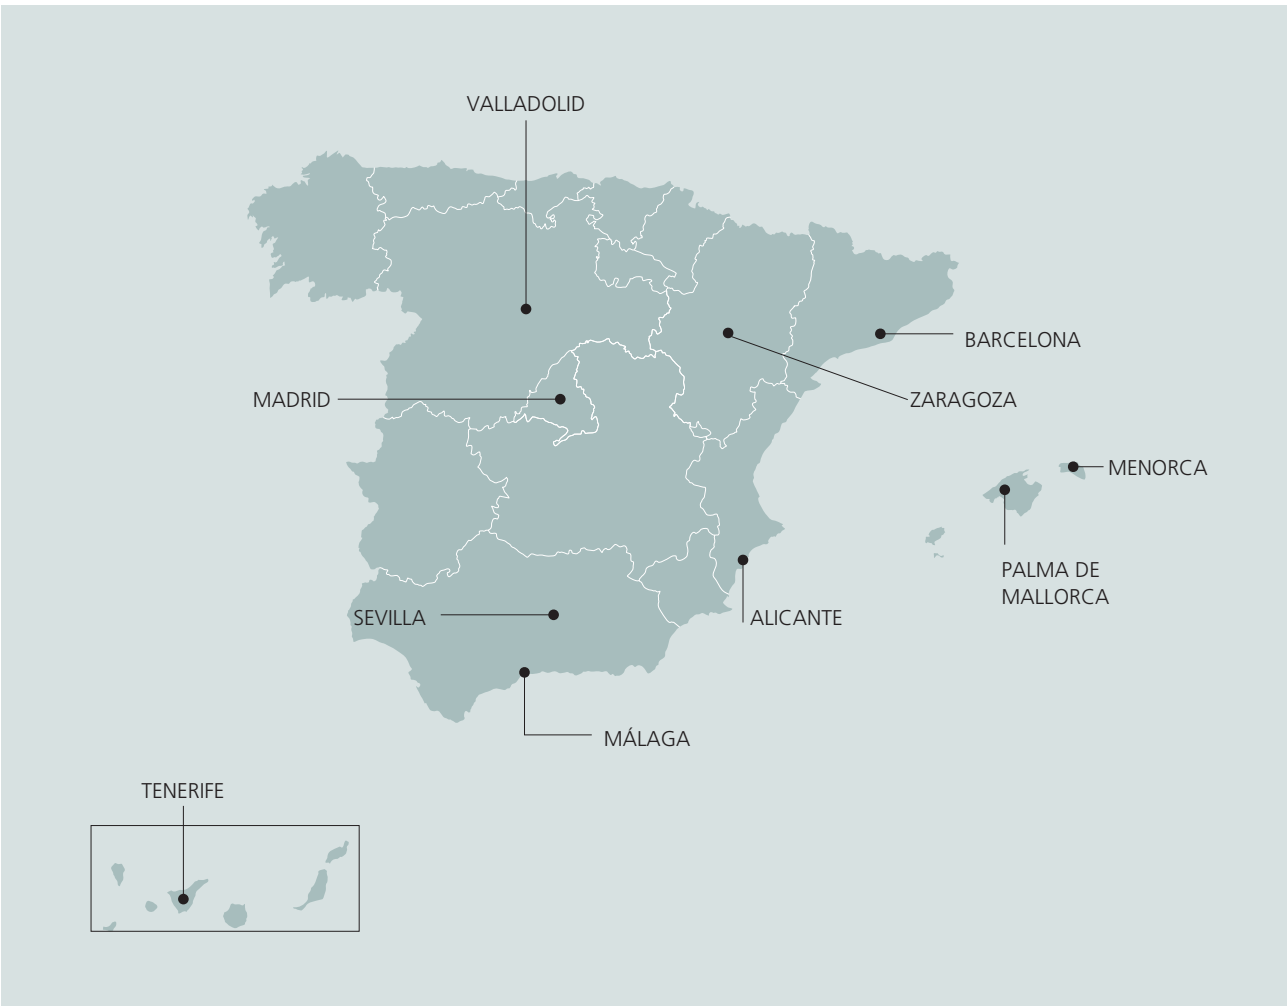 VALLADOLID
BARCELONA
MADRID
ZARAGOZA
MENORCA
PALMA DE
MALLORCA
SEVILLA
ALICANTE
MÁLAGA
TENERIFE